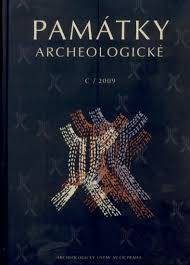 PAMÁTKY
ARCHEOLOGICKÉ
C / 2009
ARCHEOLOGICKÝ ÚSTAV AV ČR PRAHA